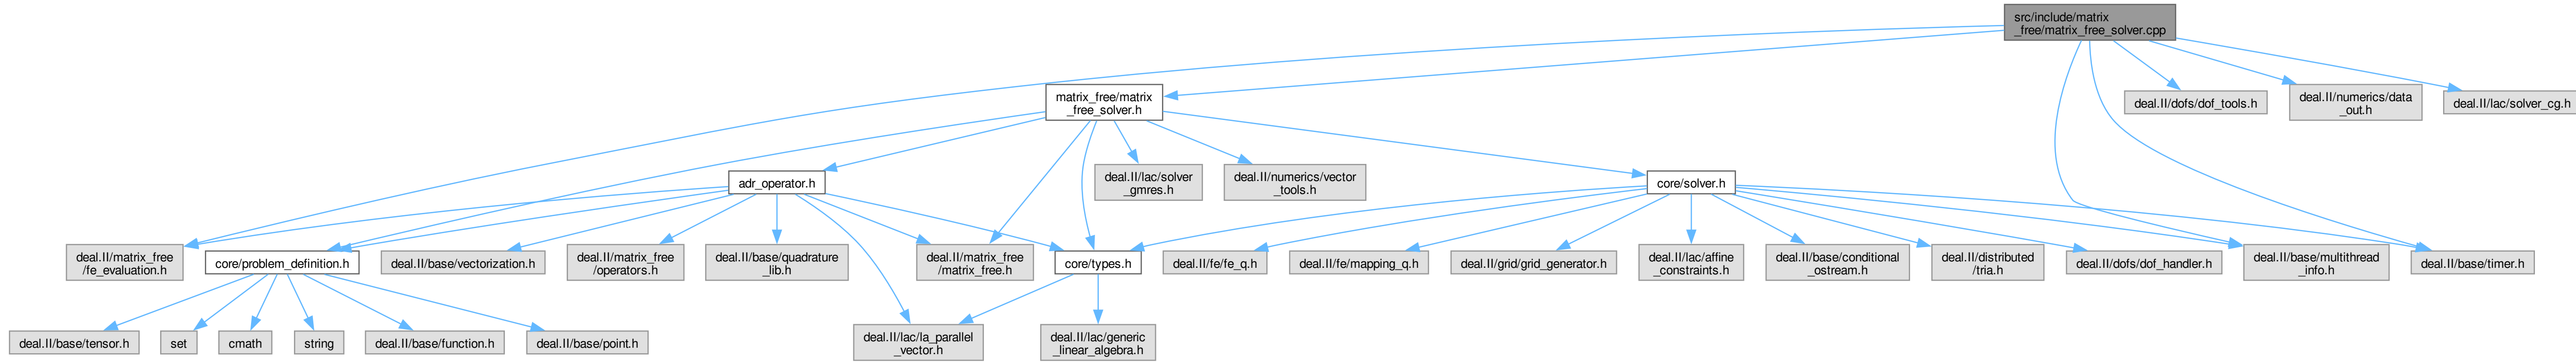 src/include/matrix
_free/matrix_free_solver.cpp
matrix_free/matrix
_free_solver.h
deal.II/dofs/dof_tools.h
deal.II/numerics/data
_out.h
deal.II/lac/solver_cg.h
adr_operator.h
deal.II/lac/solver
_gmres.h
deal.II/numerics/vector
_tools.h
core/solver.h
deal.II/matrix_free
/fe_evaluation.h
core/problem_definition.h
deal.II/base/vectorization.h
deal.II/matrix_free
/operators.h
deal.II/base/quadrature
_lib.h
deal.II/matrix_free
/matrix_free.h
core/types.h
deal.II/fe/fe_q.h
deal.II/fe/mapping_q.h
deal.II/grid/grid_generator.h
deal.II/lac/affine
_constraints.h
deal.II/base/conditional
_ostream.h
deal.II/distributed
/tria.h
deal.II/dofs/dof_handler.h
deal.II/base/multithread
_info.h
deal.II/base/timer.h
deal.II/base/tensor.h
set
cmath
string
deal.II/base/function.h
deal.II/base/point.h
deal.II/lac/la_parallel
_vector.h
deal.II/lac/generic
_linear_algebra.h